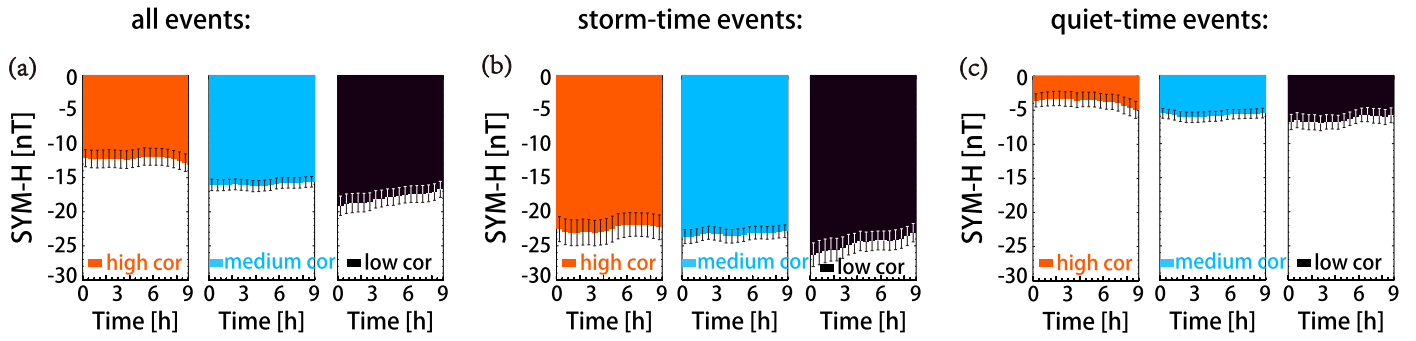 all events:
storm-time events:
quiet-time events:
(a)
SYM-H [nT]
0
-5
-10
-15
-20
-25
-30
high cor
medium cor
low cor
0 3 6 9 0 3 6 9 0 3 6 9
Time [h] Time [h] Time [h]
(b)
SYM-H [nT]
0
-5
-10
-15
-20
-25
-30
high cor
medium cor
low cor
0 3 6 9 0 3 6 9 0 3 6 9
Time [h] Time [h] Time [h]
(c)
SYM-H [nT]
0
-5
-10
-15
-20
-25
-30
high cor
medium cor
low cor
0 3 6 9 0 3 6 9 0 3 6 9
Time [h] Time [h] Time [h]